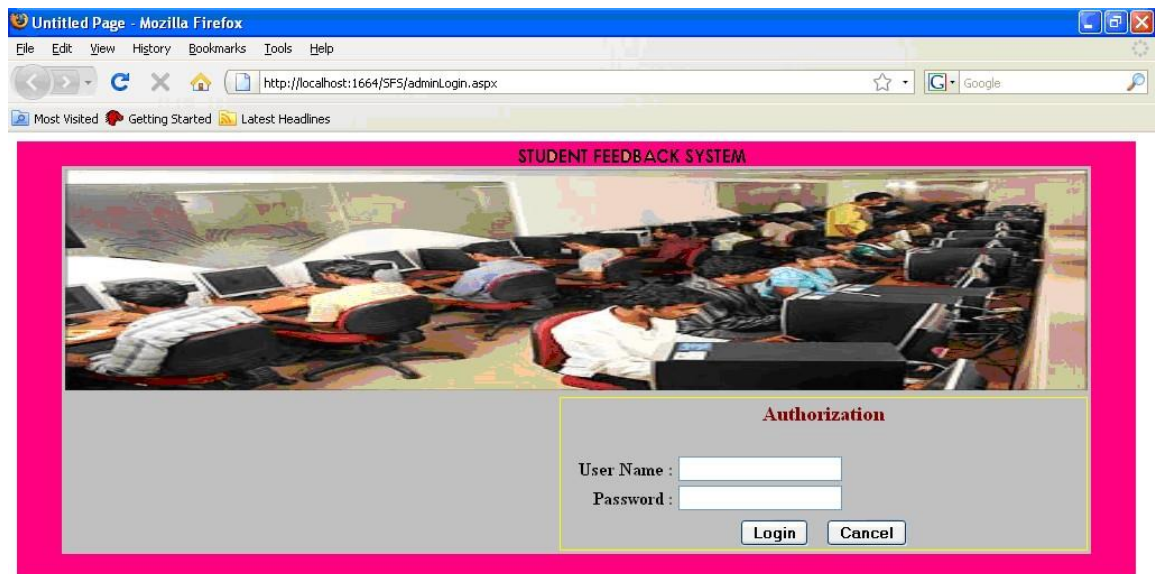 Untitled Page - Mozilla Firefox
File Edit View History Bookmarks Tools Help
http://localhost:1664/SFS/adminLogin.aspx
G Google
Most Visited Getting Started Latest Headlines
STUDENT FEEDBACK SYSTEM
Authorization
User Name :
Password :
Login Cancel